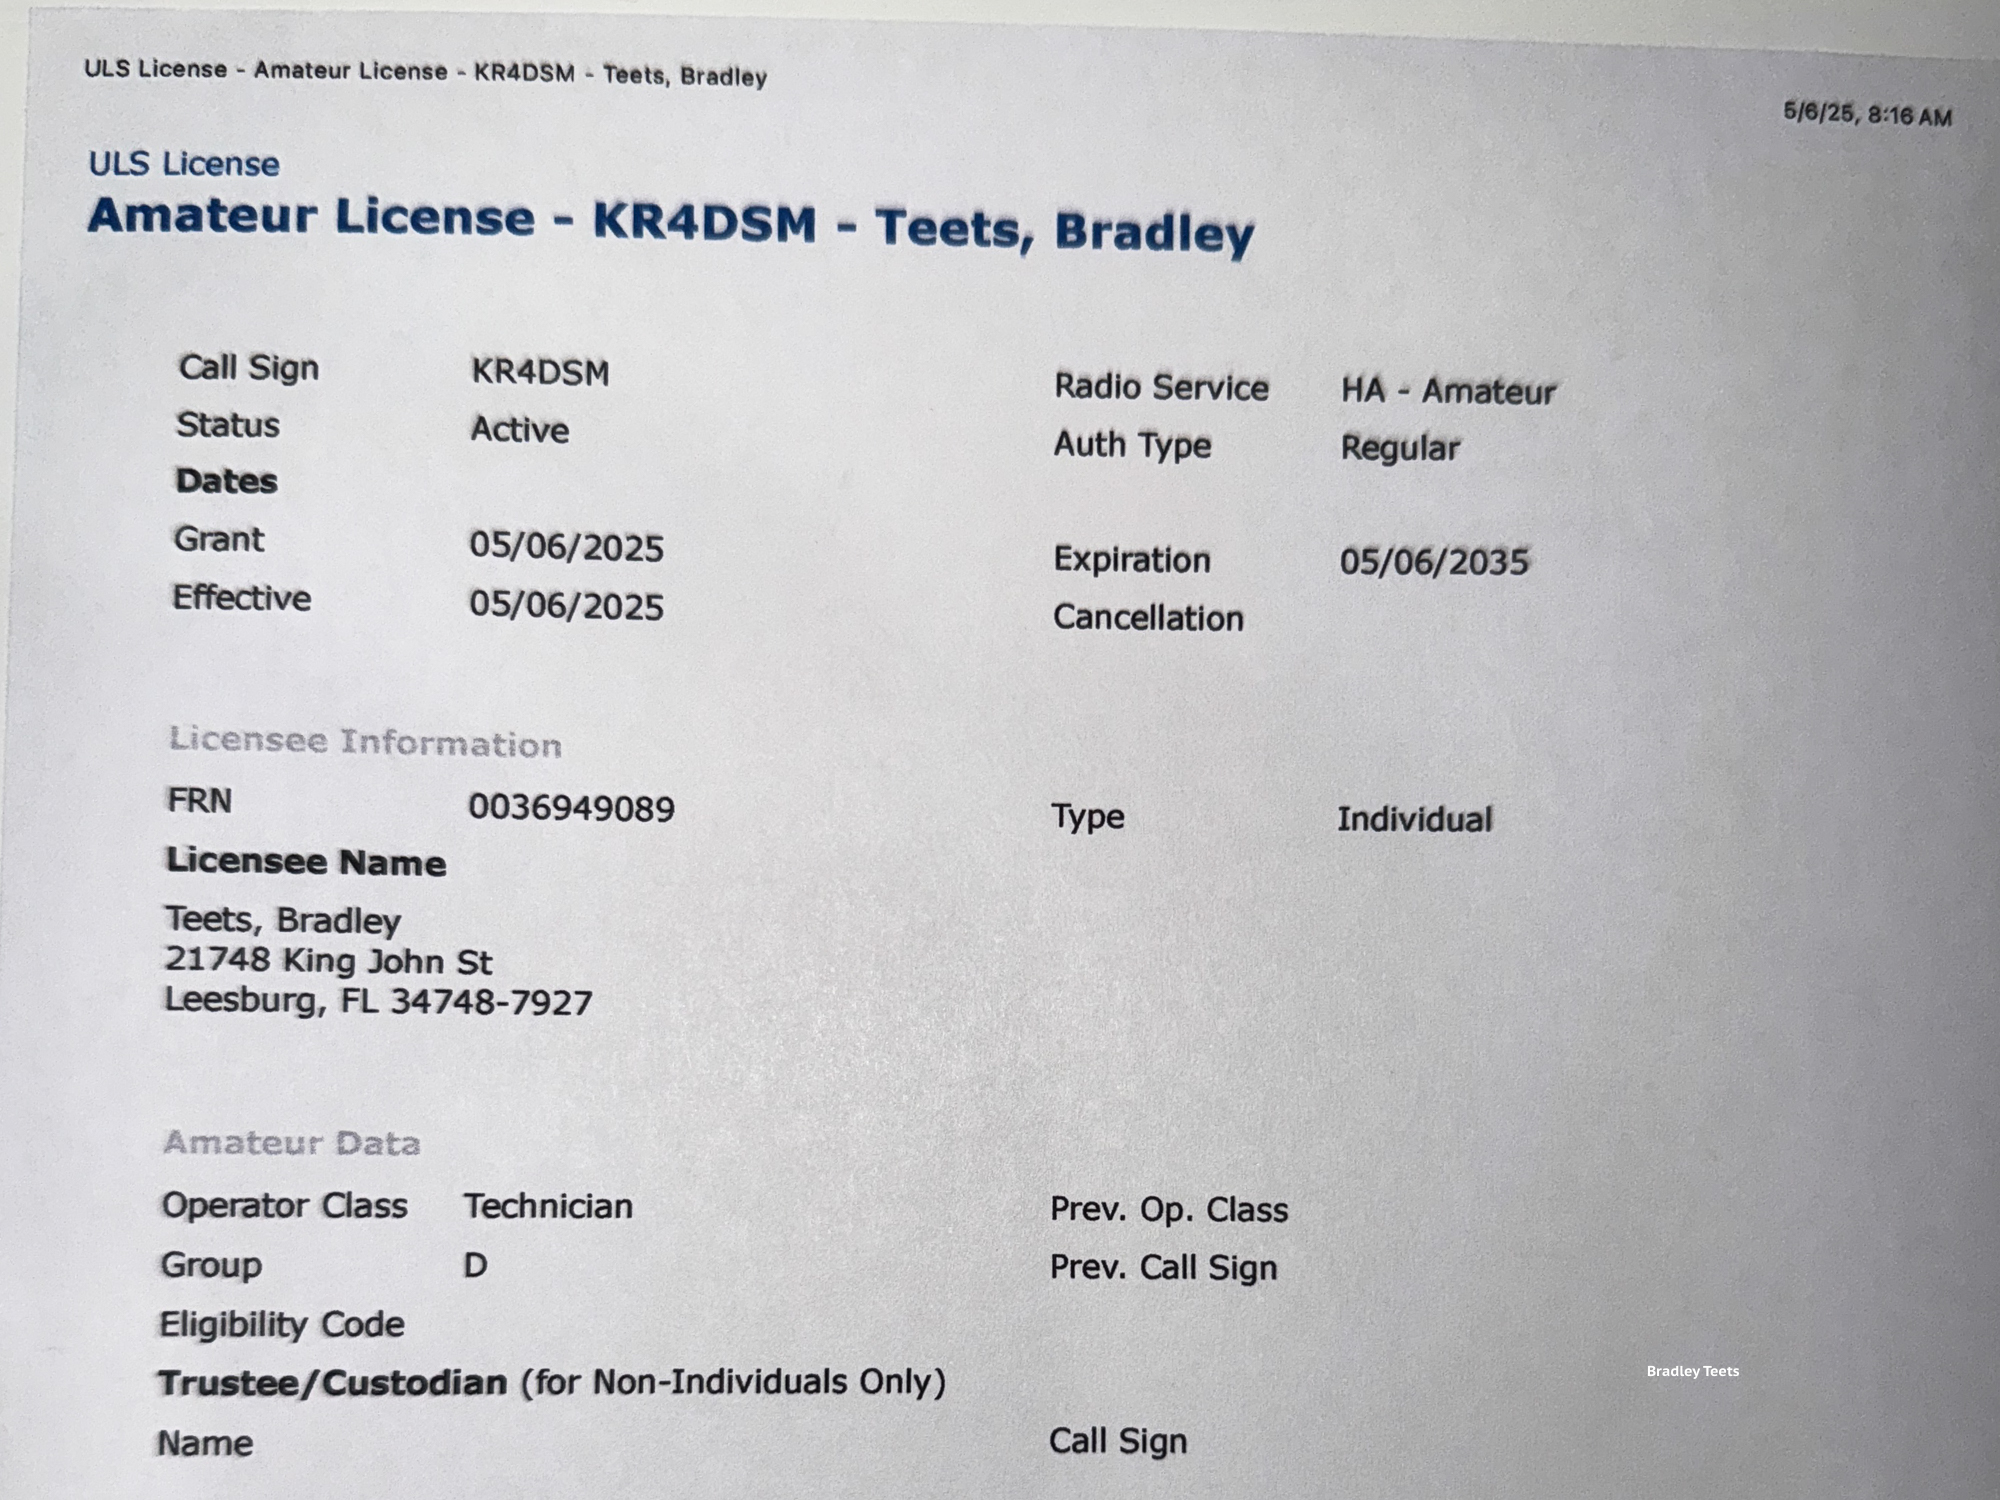 ULS License - Amateur License - KR4DSM - Teets, Bradley
5/6/25, 8:16 AM
ULS License
Amateur License - KR4DSM - Teets, Bradley
Call Sign KR4DSM Radio Service HA - Amateur
Status Active Auth Type Regular
Dates
Grant 05/06/2025 Expiration 05/06/2035
Effective 05/06/2025 Cancellation
Licensee Information
FRN 0036949089 Type Individual
Licensee Name
Teets, Bradley
21748 King John St
Leesburg, FL 34748-7927
Amateur Data
Operator Class Technician Prev. Op. Class
Group D Prev. Call Sign
Eligibility Code
Trustee/Custodian (for Non-Individuals Only)
Bradley Teets
Name Call Sign